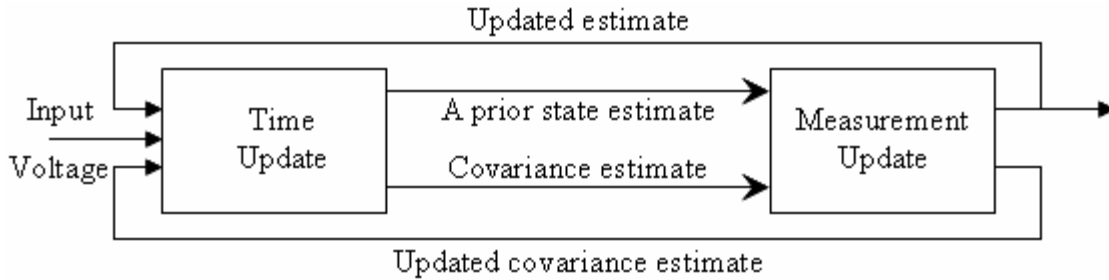 Updated estimate
Input
Voltage
Time
Update
A prior state estimate
Covariance estimate
Measurement
Update
Updated covariance estimate